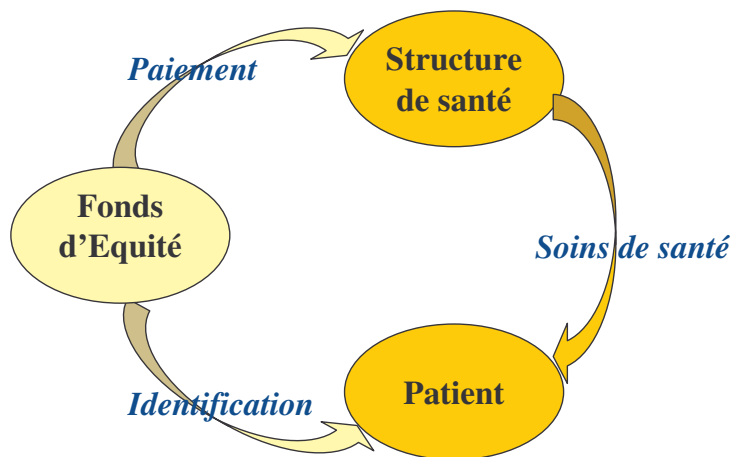 Paiement
Structure
de santé
Fonds
d’Equité
Soins de santé
Identification
Patient